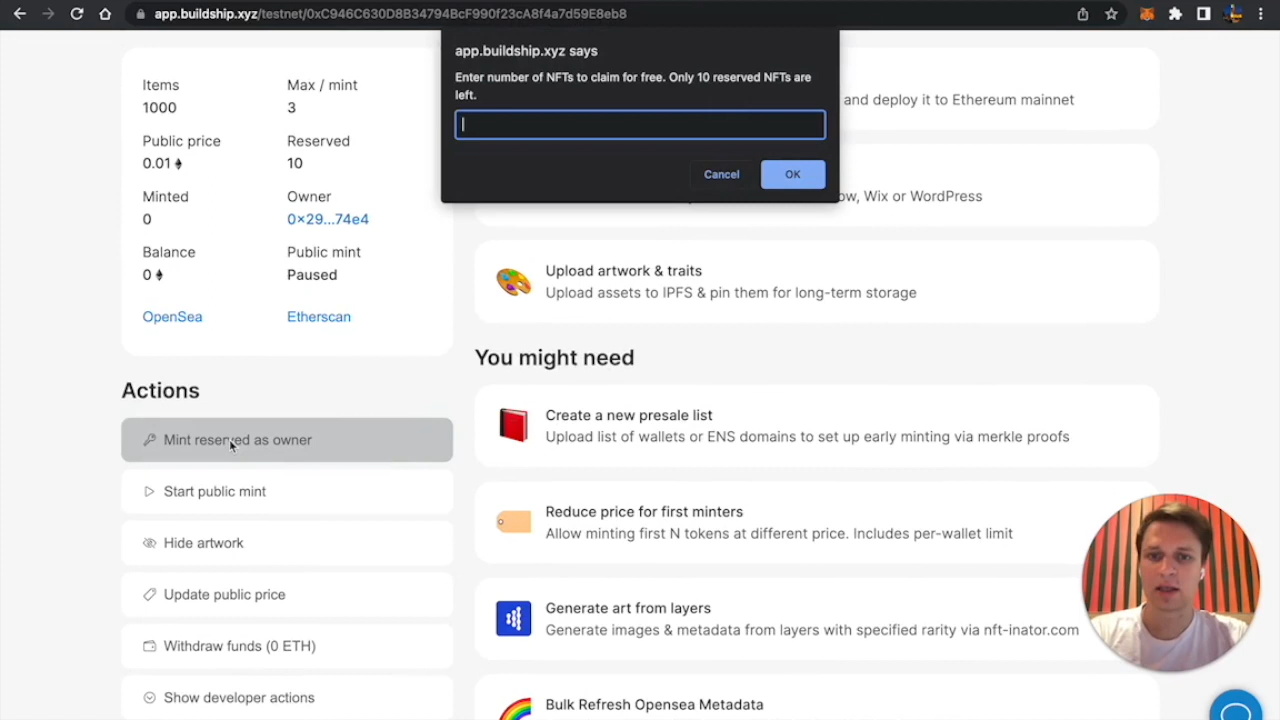 app.buildship.xyz/testnet/0xC946C630D8B34794BcF990f23cA8f4a7d59E8eb8
app.buildship.xyz says
Enter number of NFTs to claim for free. Only 10 reserved NFTs are
left.
Cancel
OK
Items
Max / mint
1000
3
Public price
Reserved
0.01
10
Minted
Owner
0
0x29...74e4
Balance
Public mint
0
Paused
OpenSea
Etherscan
Actions
Mint reserved as owner
Start public mint
Hide artwork
Update public price
Withdraw funds (0 ETH)
Show developer actions
and deploy it to Ethereum mainnet
ow, Wix or WordPress
Upload artwork & traits
Upload assets to IPFS & pin them for long-term storage
You might need
Create a new presale list
Upload list of wallets or ENS domains to set up early minting via merkle proofs
Reduce price for first minters
Allow minting first N tokens at different price. Includes per-wallet limit
Generate art from layers
Generate images & metadata from layers with specified rarity via nft-inator.com
Bulk Refresh Opensea Metadata